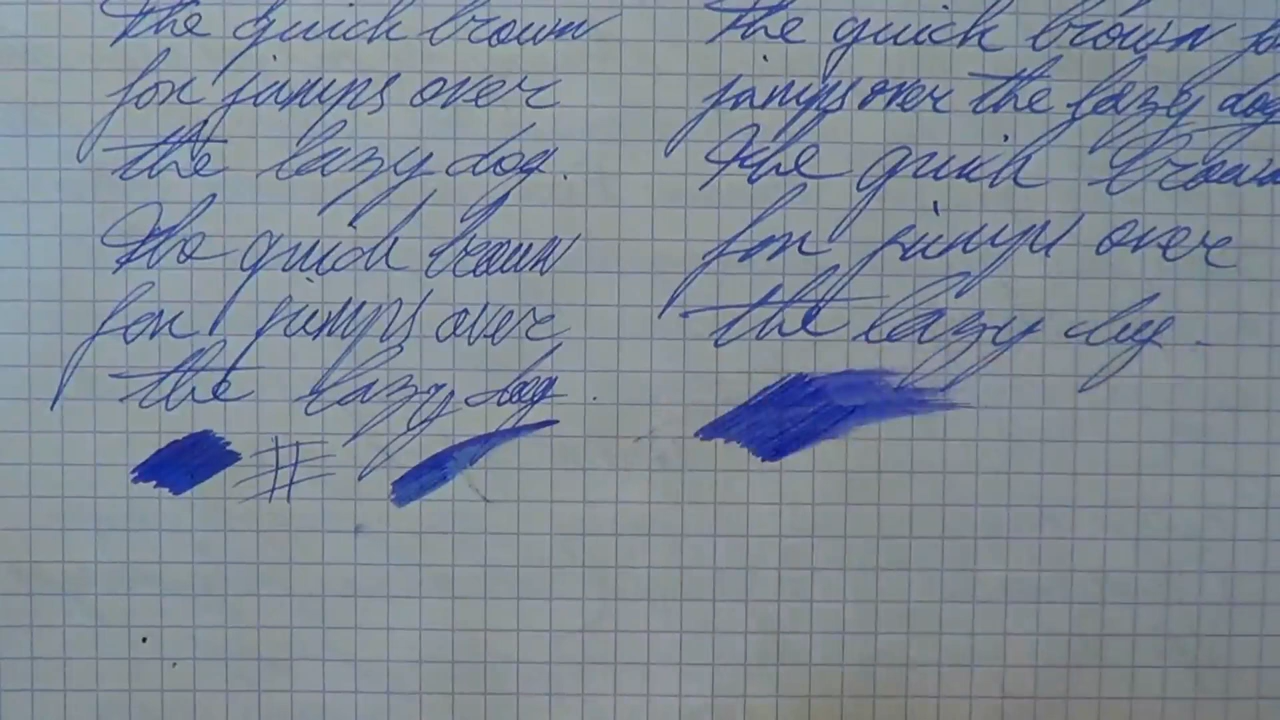 The quick brown
fox jumps over
the lazy dog.
The quick brown
fox jumps over
the lazy dog.
#
The quick brown fo
jumps over the lazy dog
The quick brown
fox jumps over
the lazy dog.